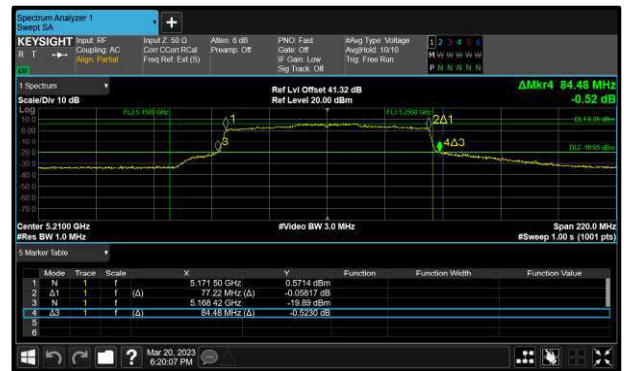 Spectrum Analyzer 1
Swept SA
+
KEYSIGHT Input: RF Input Z: 50 Ω Atten: 6 dB PNO: Fast #Avg Type: Voltage 1 2 3 4 5 6
R T Coupling: AC Corr CCorr RCal Preamp: Off Gate: Off Avg|Hold: 10/10 M W W W W W
Align: Partial Freq Ref: Ext (S) IF Gain: Low Trig: Free Run P N N N N N
Sig Track: Off
1 Spectrum
Ref Lvl Offset 41.32 dB ΔMkr4 84.48 MHz
Scale/Div 10 dB Ref Level 20.00 dBm -0.52 dB
Log
10.0
0.00
-10.0
-20.0
-30.0
-40.0
-50.0
-60.0
-70.0
1
2Δ1
3
4Δ3
Center 5.2100 GHz #Video BW 3.0 MHz Span 220.0 MHz
#Res BW 1.0 MHz #Sweep 1.00 s (1001 pts)
5 Marker Table
Mode Trace Scale X Y Function Function Width Function Value
1 N 1 f 5.171 50 GHz 0.5714 dBm
2 Δ1 1 f (Δ) 77.22 MHz (Δ) -0.05817 dB
3 N 1 f 5.168 42 GHz -19.89 dBm
4 Δ3 1 f (Δ) 84.48 MHz (Δ) -0.5230 dB
5
6
? Mar 20, 2023
6:20:07 PM